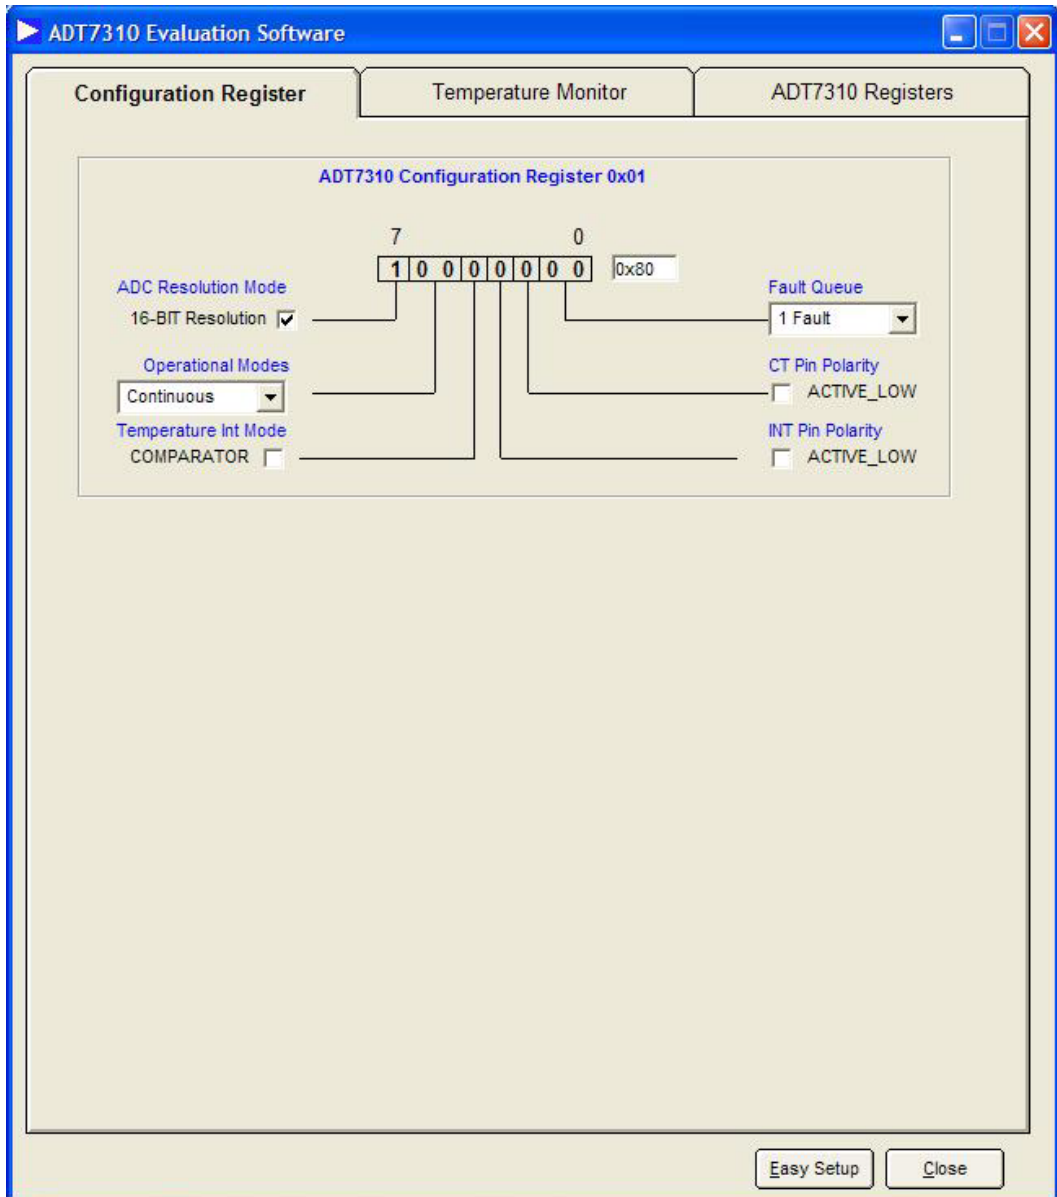 ADT7310 Evaluation Software
Configuration Register Temperature Monitor ADT7310 Registers
ADT7310 Configuration Register 0x01
7 0
1 0 0 0 0 0 0 0 0x80
ADC Resolution Mode
16-BIT Resolution
Operational Modes
Continuous
Temperature Int Mode
COMPARATOR
Fault Queue
1 Fault
CT Pin Polarity
ACTIVE_LOW
INT Pin Polarity
ACTIVE_LOW
Easy Setup Close